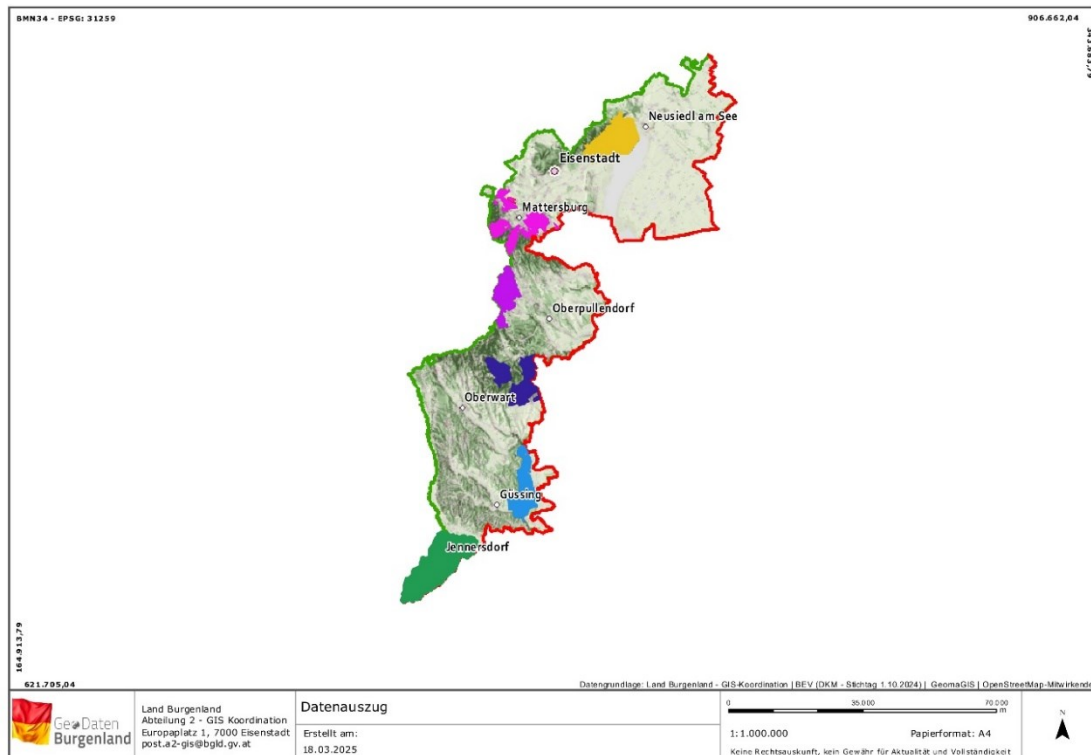 BMN34 - EPSG: 31259
906.662,04
Neusiedl am See
Eisenstadt
Mattersburg
Oberpullendorf
Oberwart
Güssing
Jennersdorf
164.913,79
621.795,04
Datengrundlage: Land Burgenland - GIS-Koordination | BEV (DKM - Stichtag 1.10.2024) | GeomaGIS | OpenStreetMap-Mitwirkende
GeoDaten
Burgenland
Land Burgenland
Abteilung 2 - GIS Koordination
Europaplatz 1, 7000 Eisenstadt
post.a2-gis@bgld.gv.at
Datenauszug
Erstellt am:
18.03.2025
0 35.000 70.000
m
1:1.000.000 Papierformat: A4
Keine Rechtsauskunft, kein Gewähr für Aktualität und Vollständigkeit
N